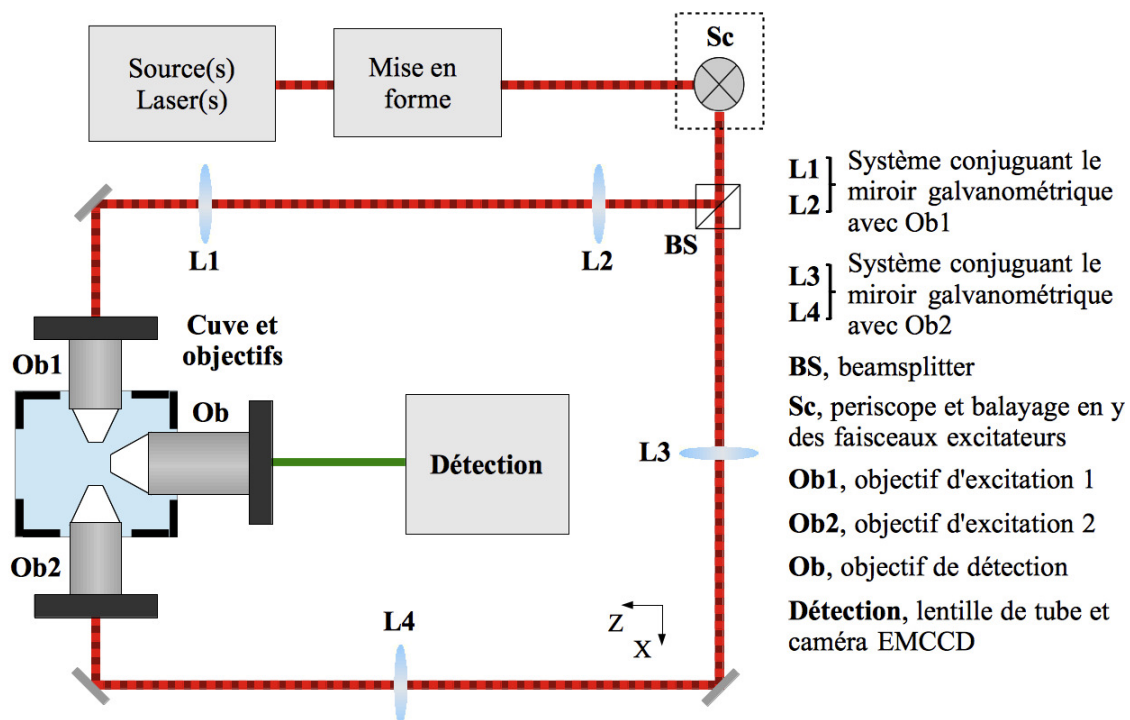 Source(s)
Laser(s)
Mise en
forme
Sc
L1
L2
BS
Cuve et
objectifs
Ob1
Ob
Détection
L3
Ob2
L4
Z
X
L1
L2
Système conjuguant le
miroir galvanométrique
avec Ob1
L3
L4
Système conjuguant le
miroir galvanométrique
avec Ob2
BS, beamsplitter
Sc, periscope et balayage en y
des faisceaux excitateurs
Ob1, objectif d'excitation 1
Ob2, objectif d'excitation 2
Ob, objectif de détection
Détection, lentille de tube et
caméra EMCCD